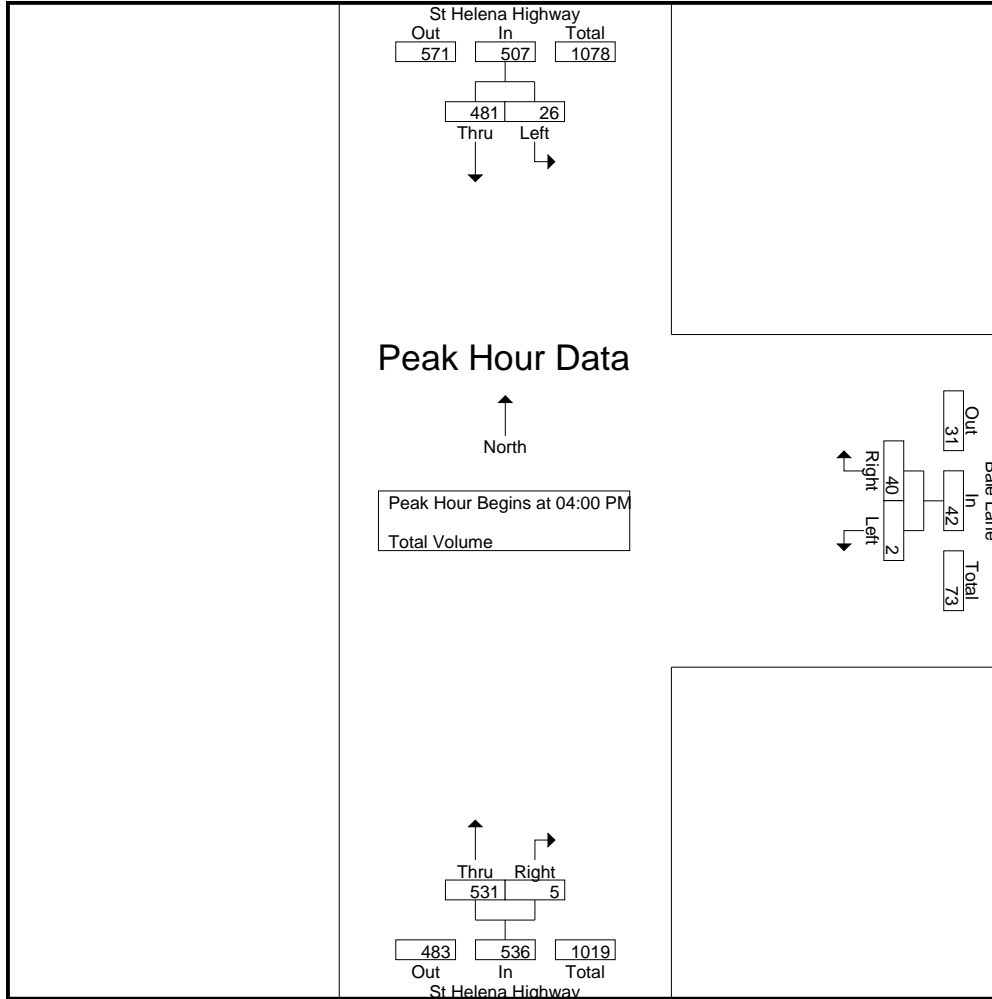 St Helena Highway
Out In Total
571 507 1078
481 26
Thru Left
Peak Hour Data
North
Peak Hour Begins at 04:00 PM
Total Volume
Bale Lane
Out In Total
31 42 73
40 2
Right Left
Thru Right
531 5
483 536 1019
Out In Total
St Helena Highway